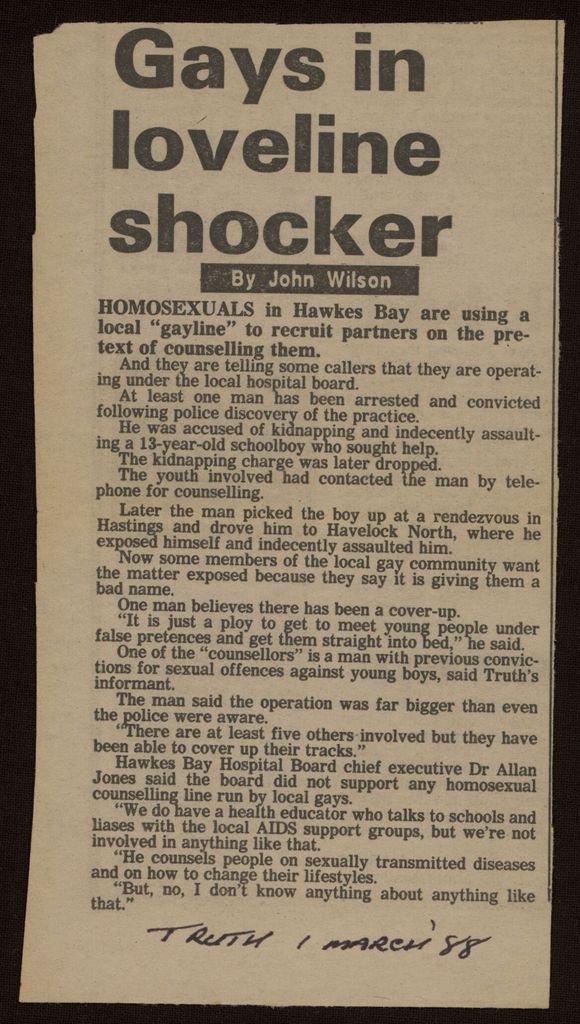 Gays in
loveline
shocker
By John Wilson
HOMOSEXUALS in Hawkes Bay are using a
local "gayline" to recruit partners on the pre-
text of counselling them.
And they are telling some callers that they are operat-
ing under the local hospital board.
At least one man has been arrested and convicted
following police discovery of the practice.
He was accused of kidnapping and indecently assault-
ing a 13-year-old schoolboy who sought help.
The kidnapping charge was later dropped.
The youth involved had contacted the man by tele-
phone for counselling.
Later the man picked the boy up at a rendezvous in
Hastings and drove him to Havelock North, where he
exposed himself and indecently assaulted him.
Now some members of the local gay community want
the matter exposed because they say it is giving them a
bad name.
One man believes there has been a cover-up.
"It is just a ploy to get to meet young people under
false pretences and get them straight into bed," he said.
One of the "counsellors" is a man with previous convic-
tions for sexual offences against young boys, said Truth's
informant.
The man said the operation was far bigger than even
the police were aware.
"There are at least five others involved but they have
been able to cover up their tracks."
Hawkes Bay Hospital Board chief executive Dr Allan
Jones said the board did not support any homosexual
counselling line run by local gays.
"We do have a health educator who talks to schools and
liases with the local AIDS support groups, but we're not
involved in anything like that.
"He counsels people on sexually transmitted diseases
and on how to change their lifestyles.
"But, no, I don't know anything about anything like
that."
TRUTH 1 MARCH '88